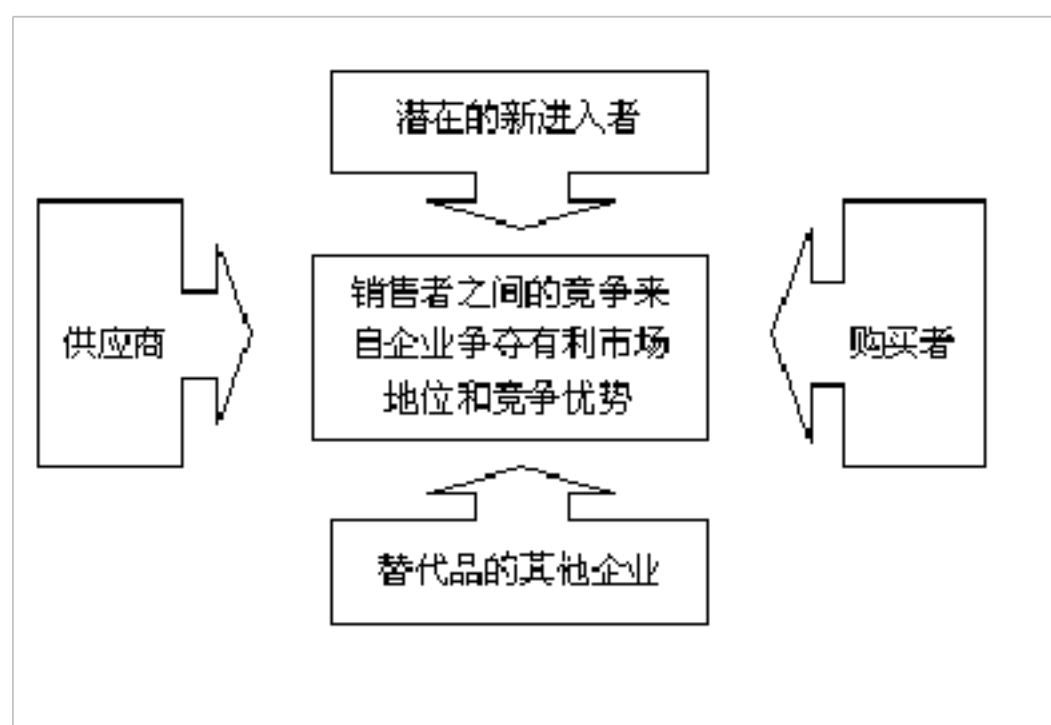 潜在的新进入者
供应商
销售者之间的竞争来
自企业争夺有利市场
地位和竞争优势
购买者
替代品的其他企业